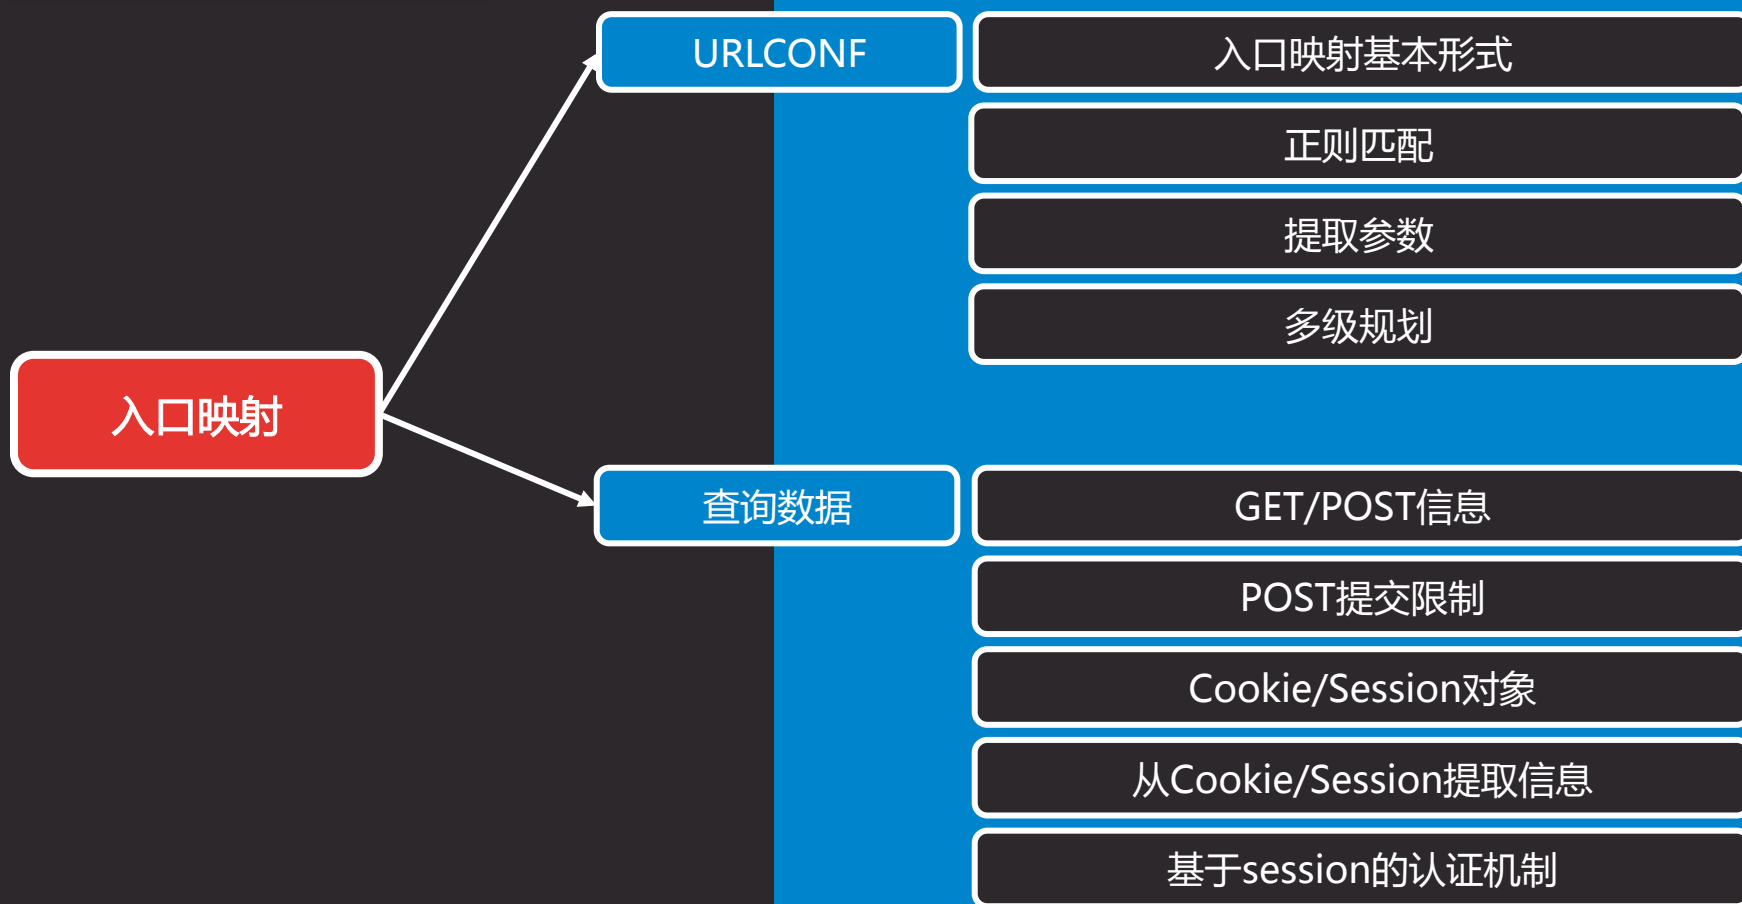 URLCONF
入口映射基本形式
正则匹配
提取参数
多级规划
入口映射
查询数据
GET/POST信息
POST提交限制
Cookie/Session对象
从Cookie/Session提取信息
基于session的认证机制